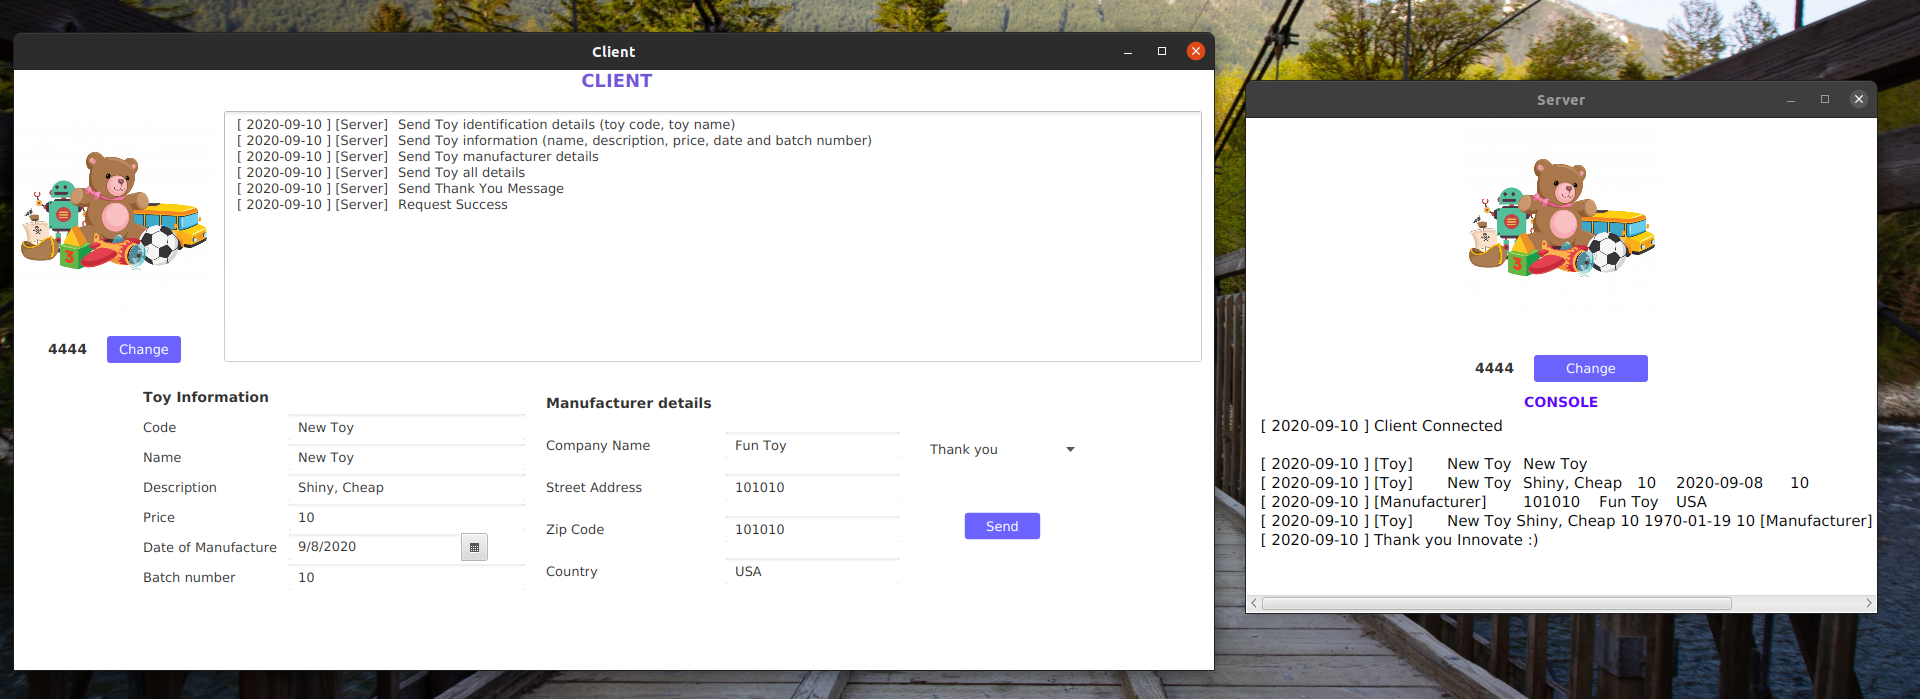 Client
CLIENT
[ 2020-09-10 ] [Server] Send Toy identification details (toy code, toy name)
[ 2020-09-10 ] [Server] Send Toy information (name, description, price, date and batch number)
[ 2020-09-10 ] [Server] Send Toy manufacturer details
[ 2020-09-10 ] [Server] Send Toy all details
[ 2020-09-10 ] [Server] Send Thank You Message
[ 2020-09-10 ] [Server] Request Success
3
4444 Change
Toy Information
Code New Toy
Name New Toy
Description Shiny, Cheap
Price 10
Date of Manufacture 9/8/2020
Batch number 10
Manufacturer details
Company Name Fun Toy
Street Address 101010
Zip Code 101010
Country USA
Thank you
Send
Server
3
4444 Change
CONSOLE
[ 2020-09-10 ] Client Connected
[ 2020-09-10 ] [Toy] New Toy New Toy
[ 2020-09-10 ] [Toy] New Toy Shiny, Cheap 10 2020-09-08 10
[ 2020-09-10 ] [Manufacturer] 101010 Fun Toy USA
[ 2020-09-10 ] [Toy] New Toy Shiny, Cheap 10 1970-01-19 10 [Manufacturer]
[ 2020-09-10 ] Thank you Innovate :)